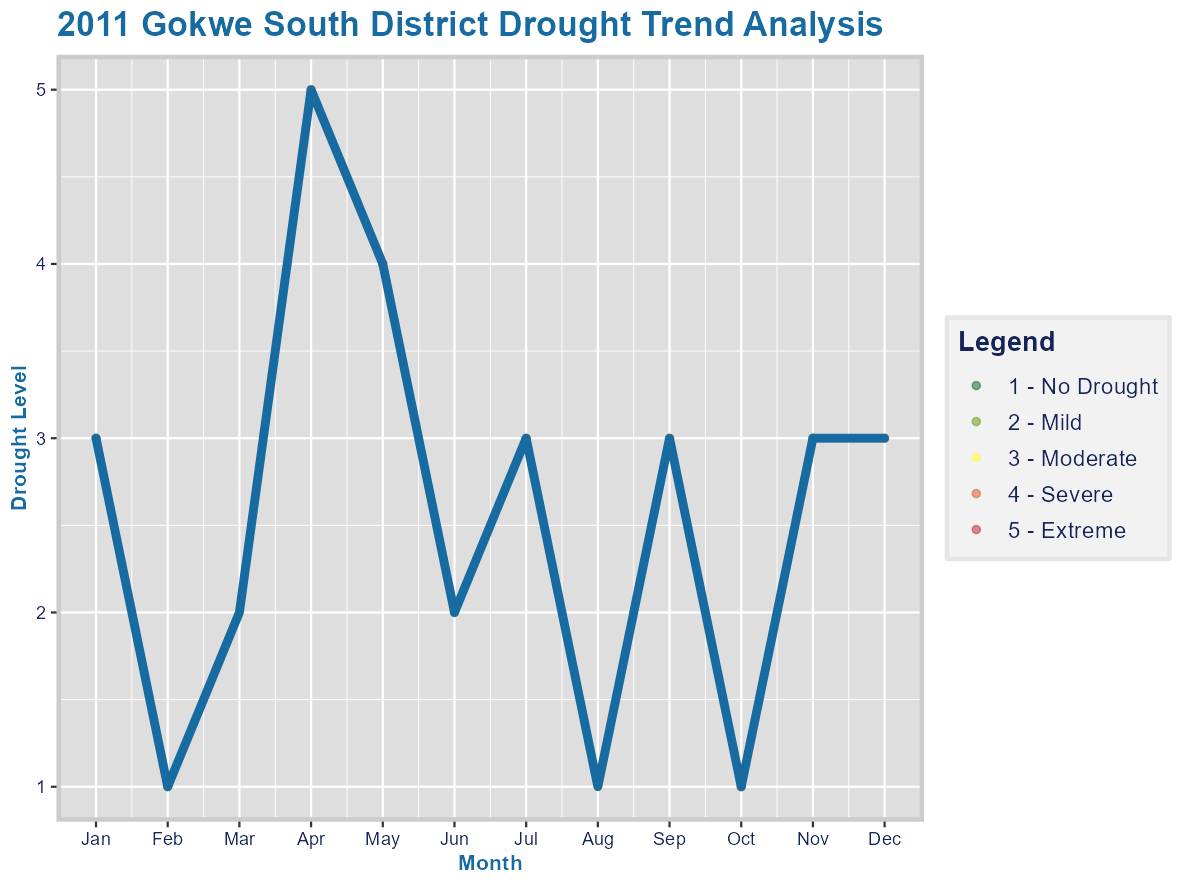 2011 Gokwe South District Drought Trend Analysis
Drought Level
5
4
3
2
1
Jan Feb Mar Apr May Jun Jul Aug Sep Oct Nov Dec
Month
Legend
1 - No Drought
2 - Mild
3 - Moderate
4 - Severe
5 - Extreme